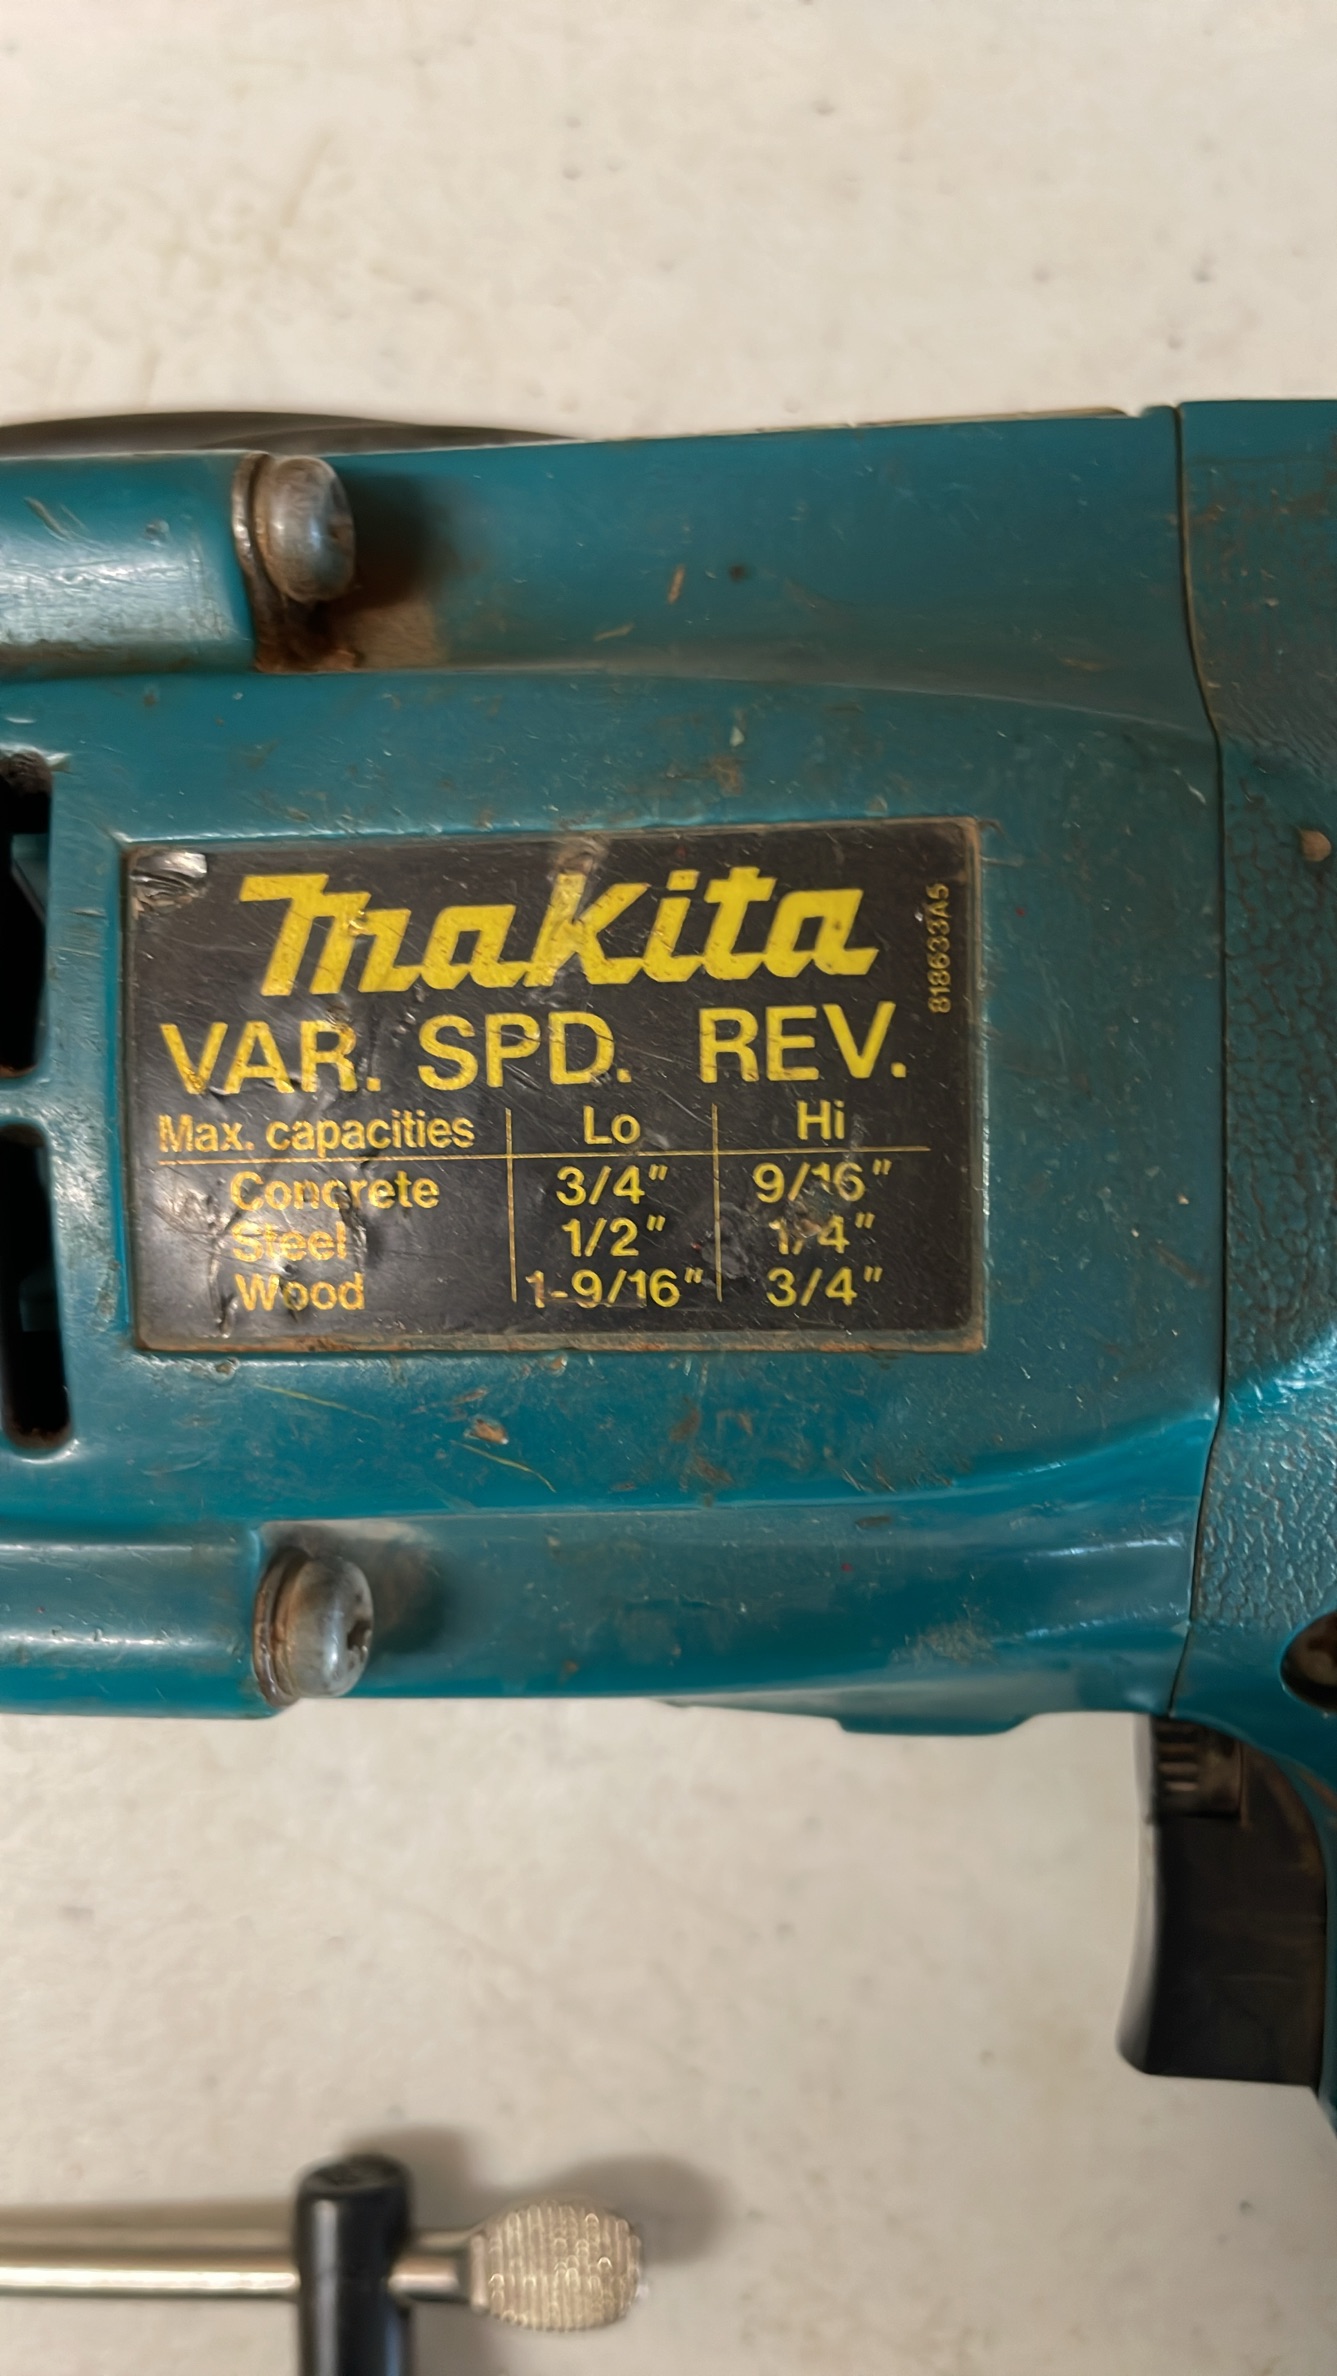 Makita
818633A5
VAR. SPD. REV.
Max. capacities Lo Hi
Concrete 3/4" 9/16"
Steel 1/2" 1/4"
Wood 1-9/16" 3/4"